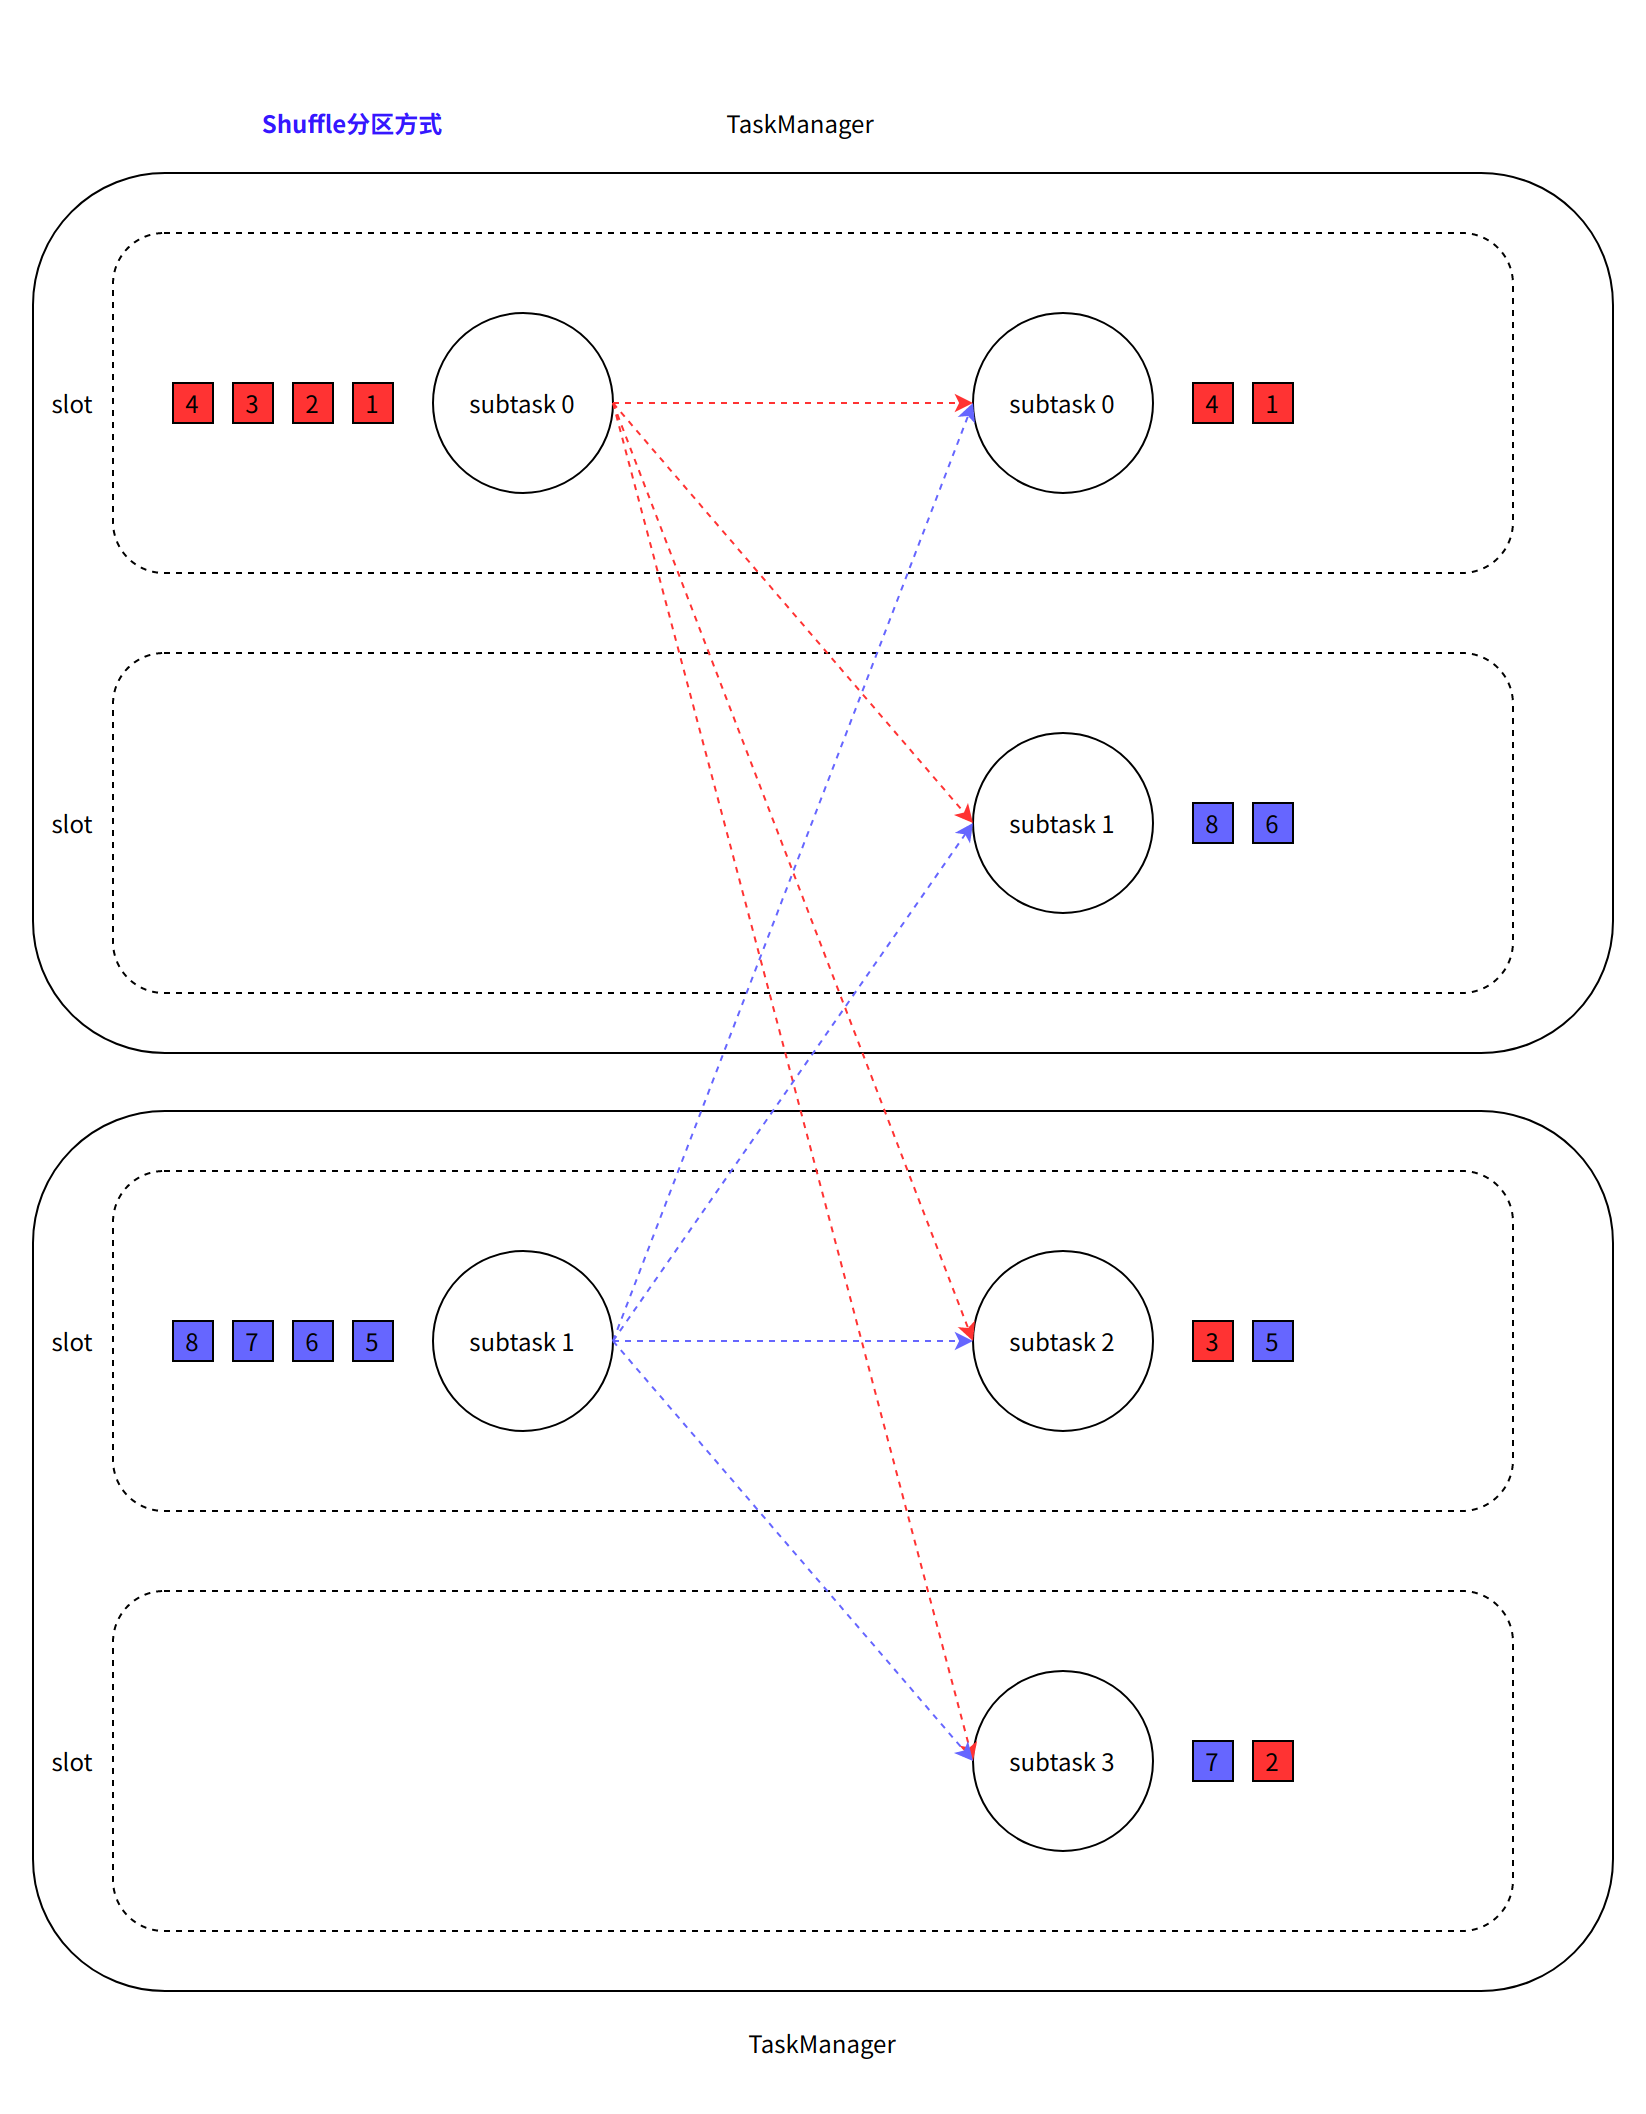 Shuffle分区方式
TaskManager
slot
4 3 2 1
subtask 0
subtask 0
4 1
slot
subtask 1
8 6
slot
8 7 6 5
subtask 1
subtask 2
3 5
slot
subtask 3
7 2
TaskManager